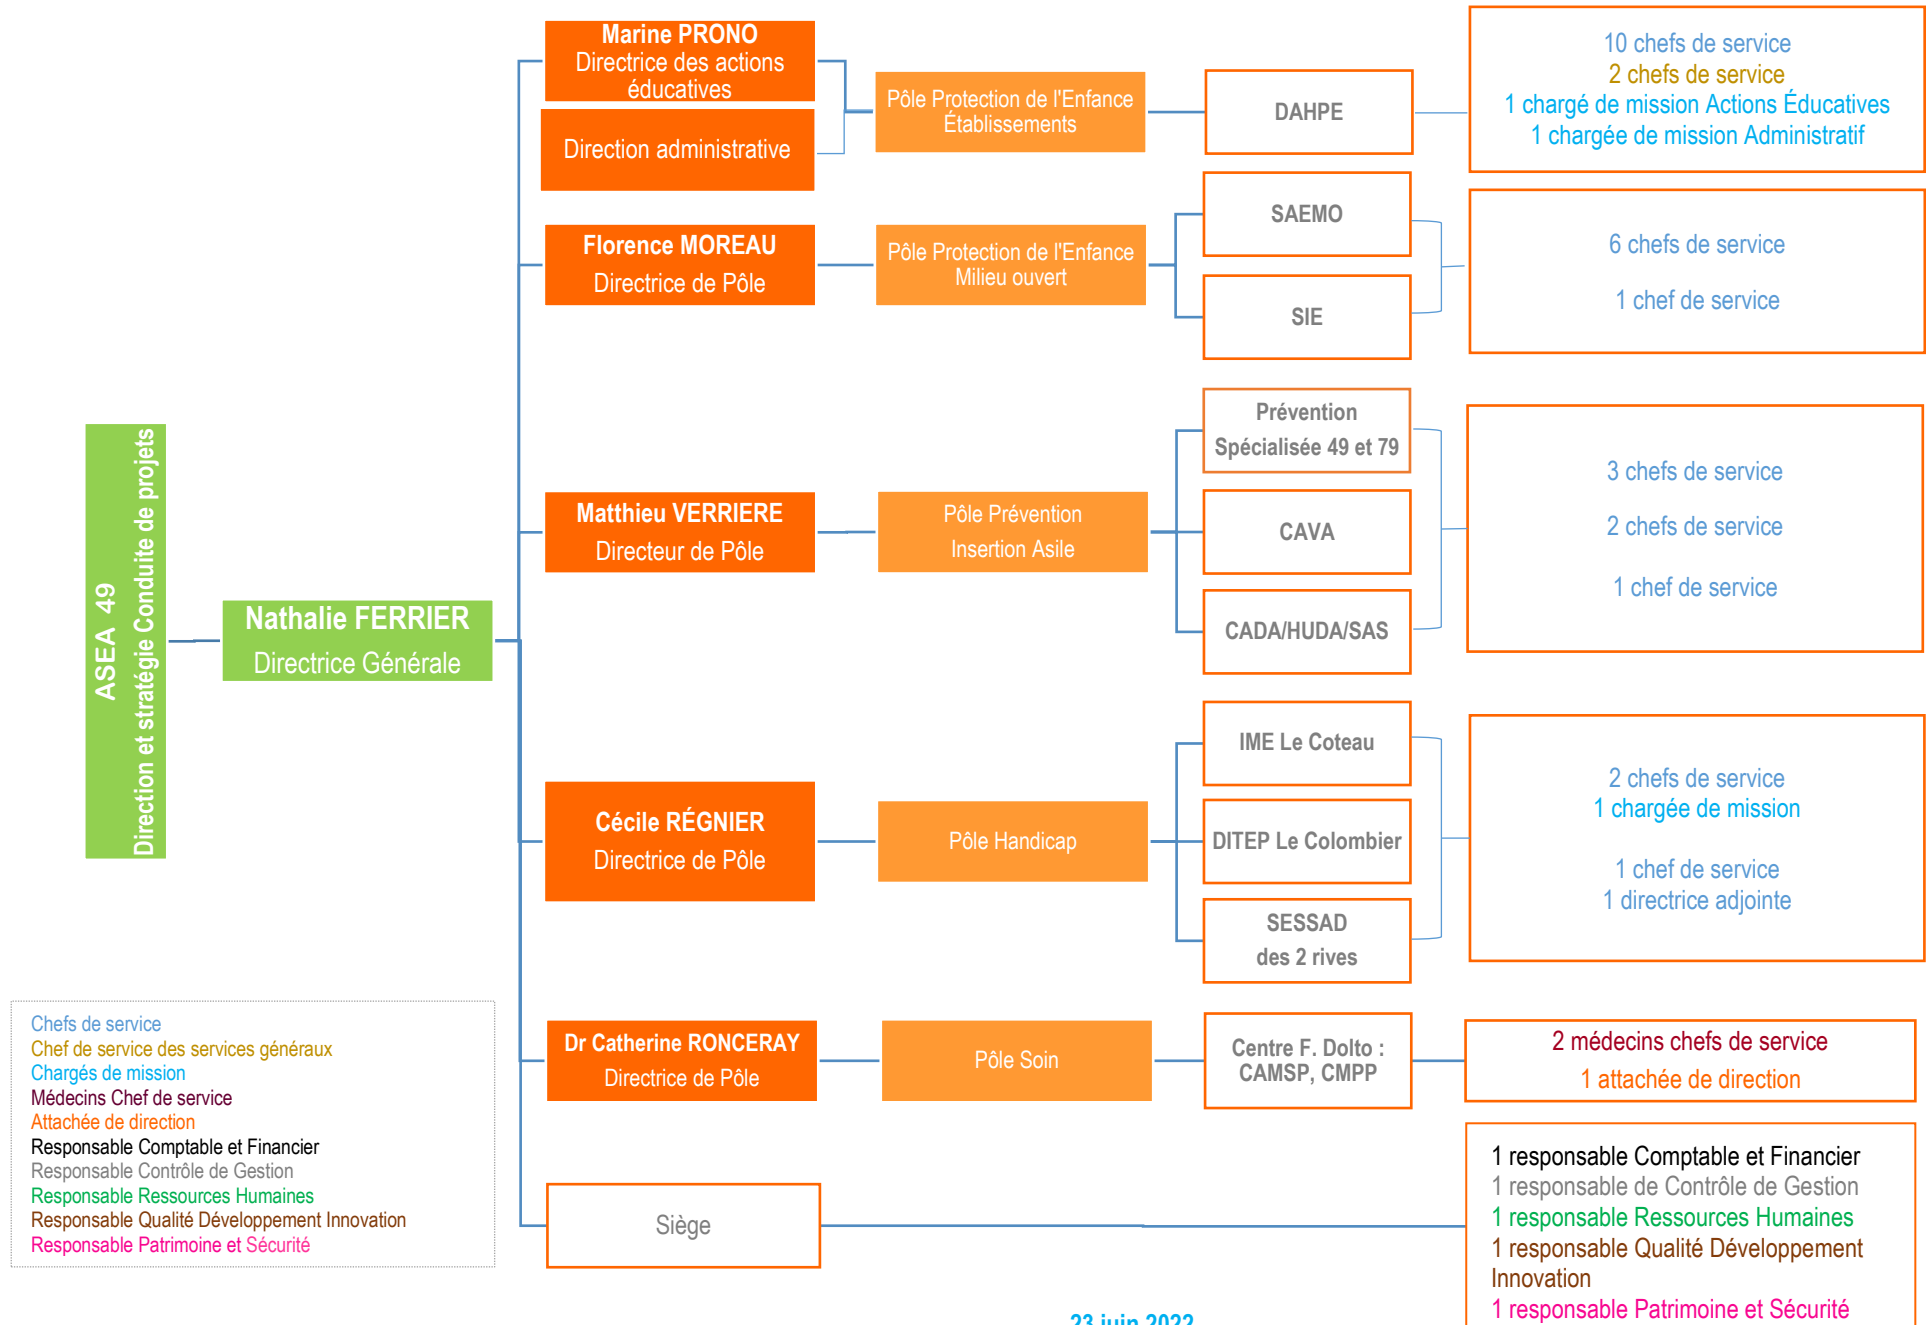 ASEA 49
Direction et stratégie Conduite de projets
Nathalie FERRIER
Directrice Générale
Marine PRONO
Directrice des actions
éducatives
Direction administrative
Pôle Protection de l'Enfance
Établissements
DAHPE
10 chefs de service
2 chefs de service
1 chargé de mission Actions Éducatives
1 chargée de mission Administratif
Florence MOREAU
Directrice de Pôle
Pôle Protection de l'Enfance
Milieu ouvert
SAEMO
SIE
6 chefs de service
1 chef de service
Matthieu VERRIERE
Directeur de Pôle
Pôle Prévention
Insertion Asile
Prévention
Spécialisée 49 et 79
CAVA
CADA/HUDA/SAS
3 chefs de service
2 chefs de service
1 chef de service
Cécile RÉGNIER
Directrice de Pôle
Pôle Handicap
IME Le Coteau
DITEP Le Colombier
SESSAD
des 2 rives
2 chefs de service
1 chargée de mission
1 chef de service
1 directrice adjointe
Dr Catherine RONCERAY
Directrice de Pôle
Pôle Soin
Centre F. Dolto :
CAMSP, CMPP
2 médecins chefs de service
1 attachée de direction
Siège
1 responsable Comptable et Financier
1 responsable de Contrôle de Gestion
1 responsable Ressources Humaines
1 responsable Qualité Développement
Innovation
1 responsable Patrimoine et Sécurité
Chefs de service
Chef de service des services généraux
Chargés de mission
Médecins Chef de service
Attachée de direction
Responsable Comptable et Financier
Responsable Contrôle de Gestion
Responsable Ressources Humaines
Responsable Qualité Développement Innovation
Responsable Patrimoine et Sécurité
23 juin 2022